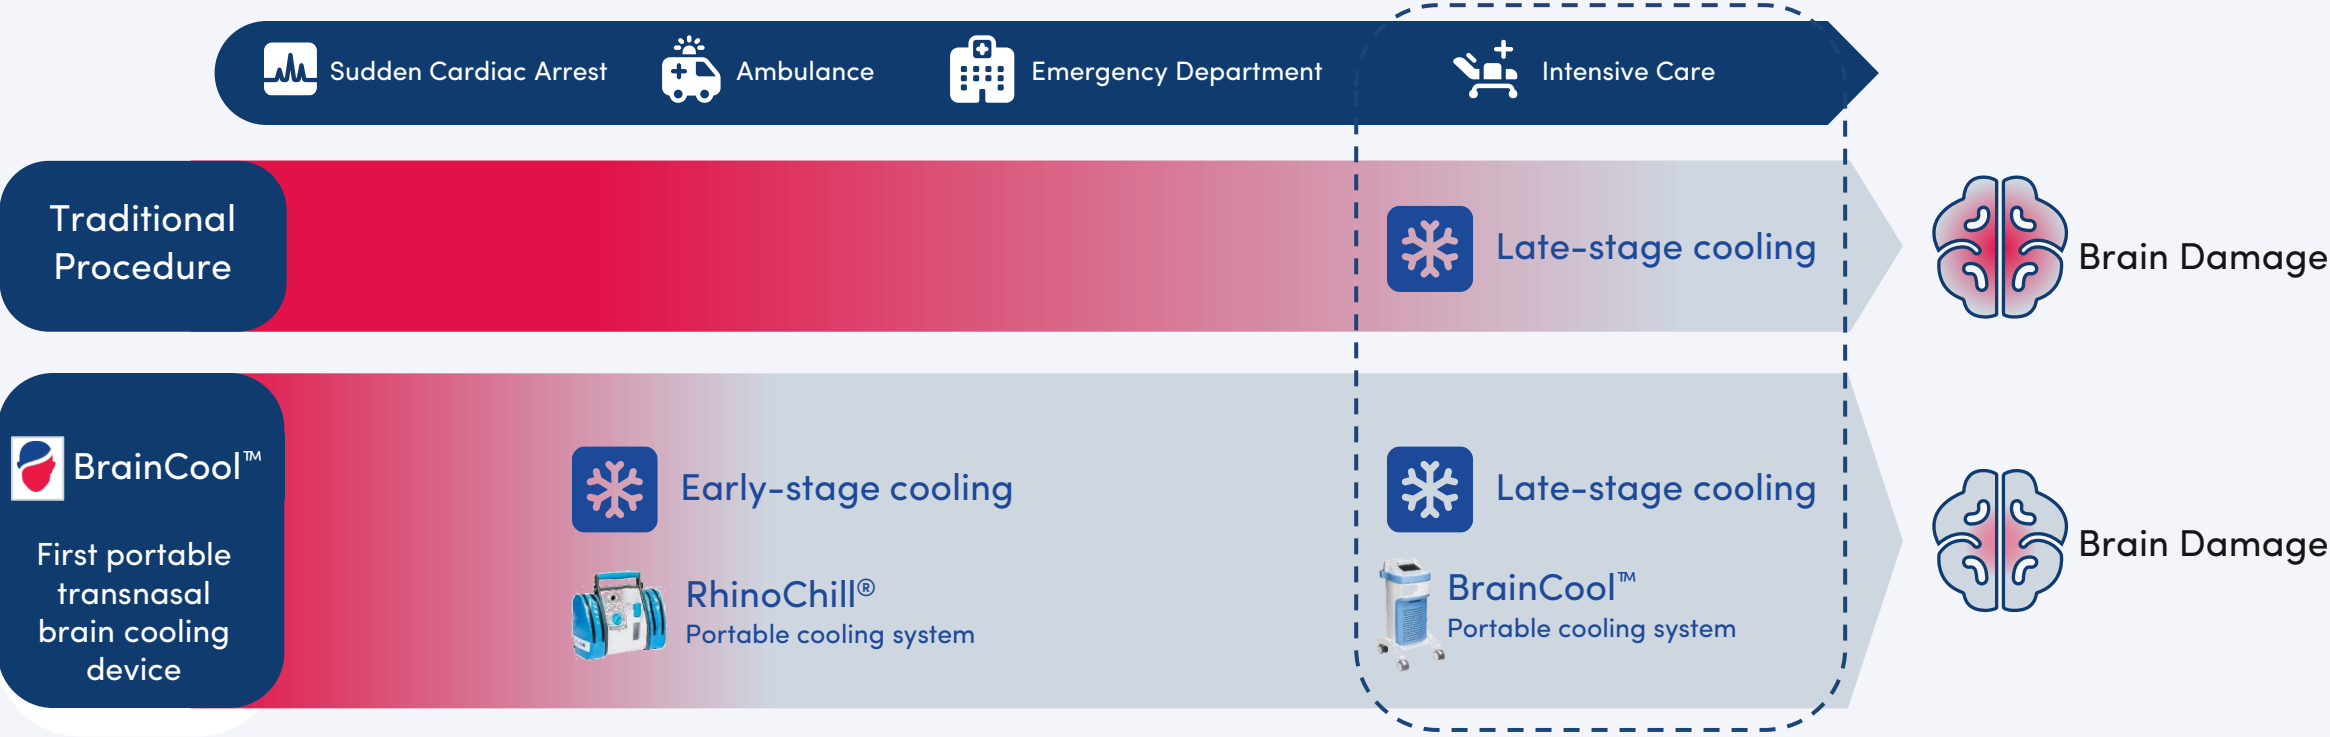 Sudden Cardiac Arrest
Ambulance
Emergency Department
Intensive Care
Traditional
Procedure
Late-stage cooling
Brain Damage
BrainCool™
First portable
transnasal
brain cooling
device
Early-stage cooling
RhinoChill®
Portable cooling system
Late-stage cooling
BrainCool™
Portable cooling system
Brain Damage